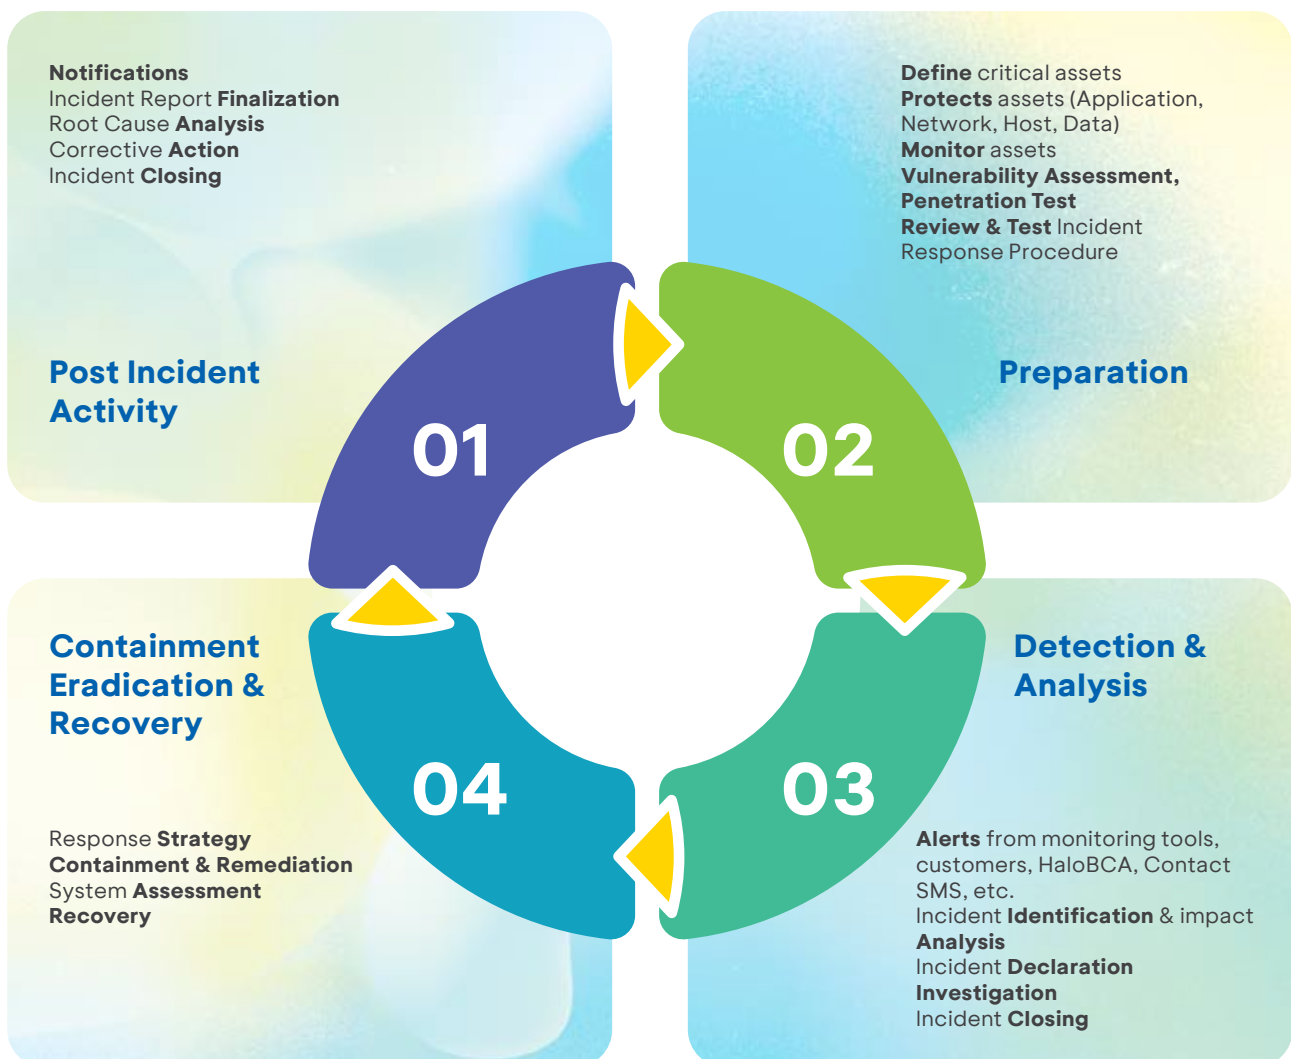 Notifications
Incident Report Finalization
Root Cause Analysis
Corrective Action
Incident Closing
Post Incident
Activity
01
Define critical assets
Protects assets (Application,
Network, Host, Data)
Monitor assets
Vulnerability Assessment,
Penetration Test
Review & Test Incident
Response Procedure
Preparation
02
Detection &
Analysis
03
Alerts from monitoring tools,
customers, HaloBCA, Contact
SMS, etc.
Incident Identification & impact
Analysis
Incident Declaration
Investigation
Incident Closing
Containment
Eradication &
Recovery
04
Response Strategy
Containment & Remediation
System Assessment
Recovery